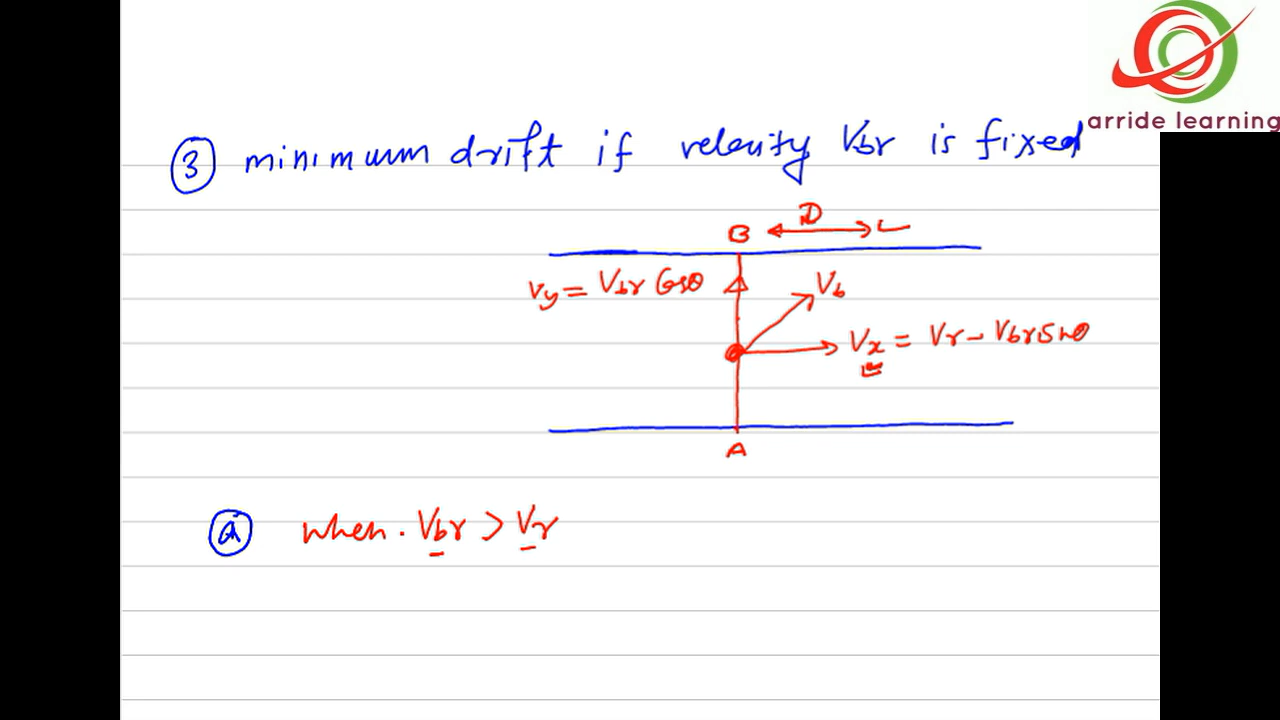 arride learning
③ minimum drift if velocity Vbr is fixed
B D C
Vy = Vbr Cosθ Vb
Vx = Vr - Vbr Sinθ
A
ⓐ when. Vbr > Vr